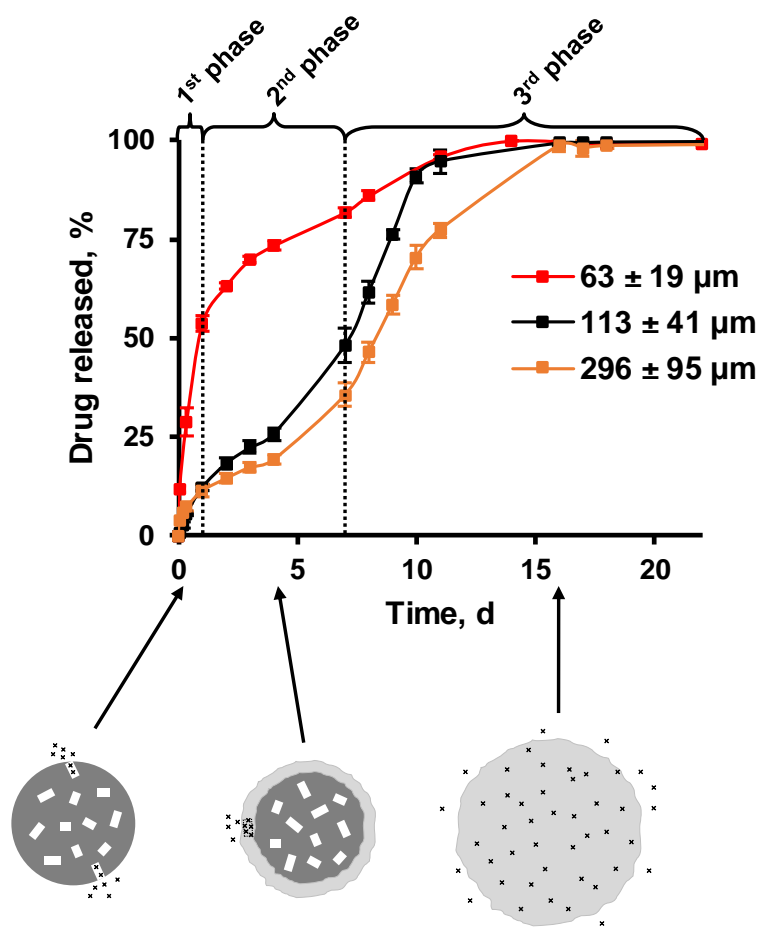 1st phase
2nd phase
3rd phase
100
75
50
25
0
Drug released, %
63 ± 19 µm
113 ± 41 µm
296 ± 95 µm
0 5 10 15 20
Time, d